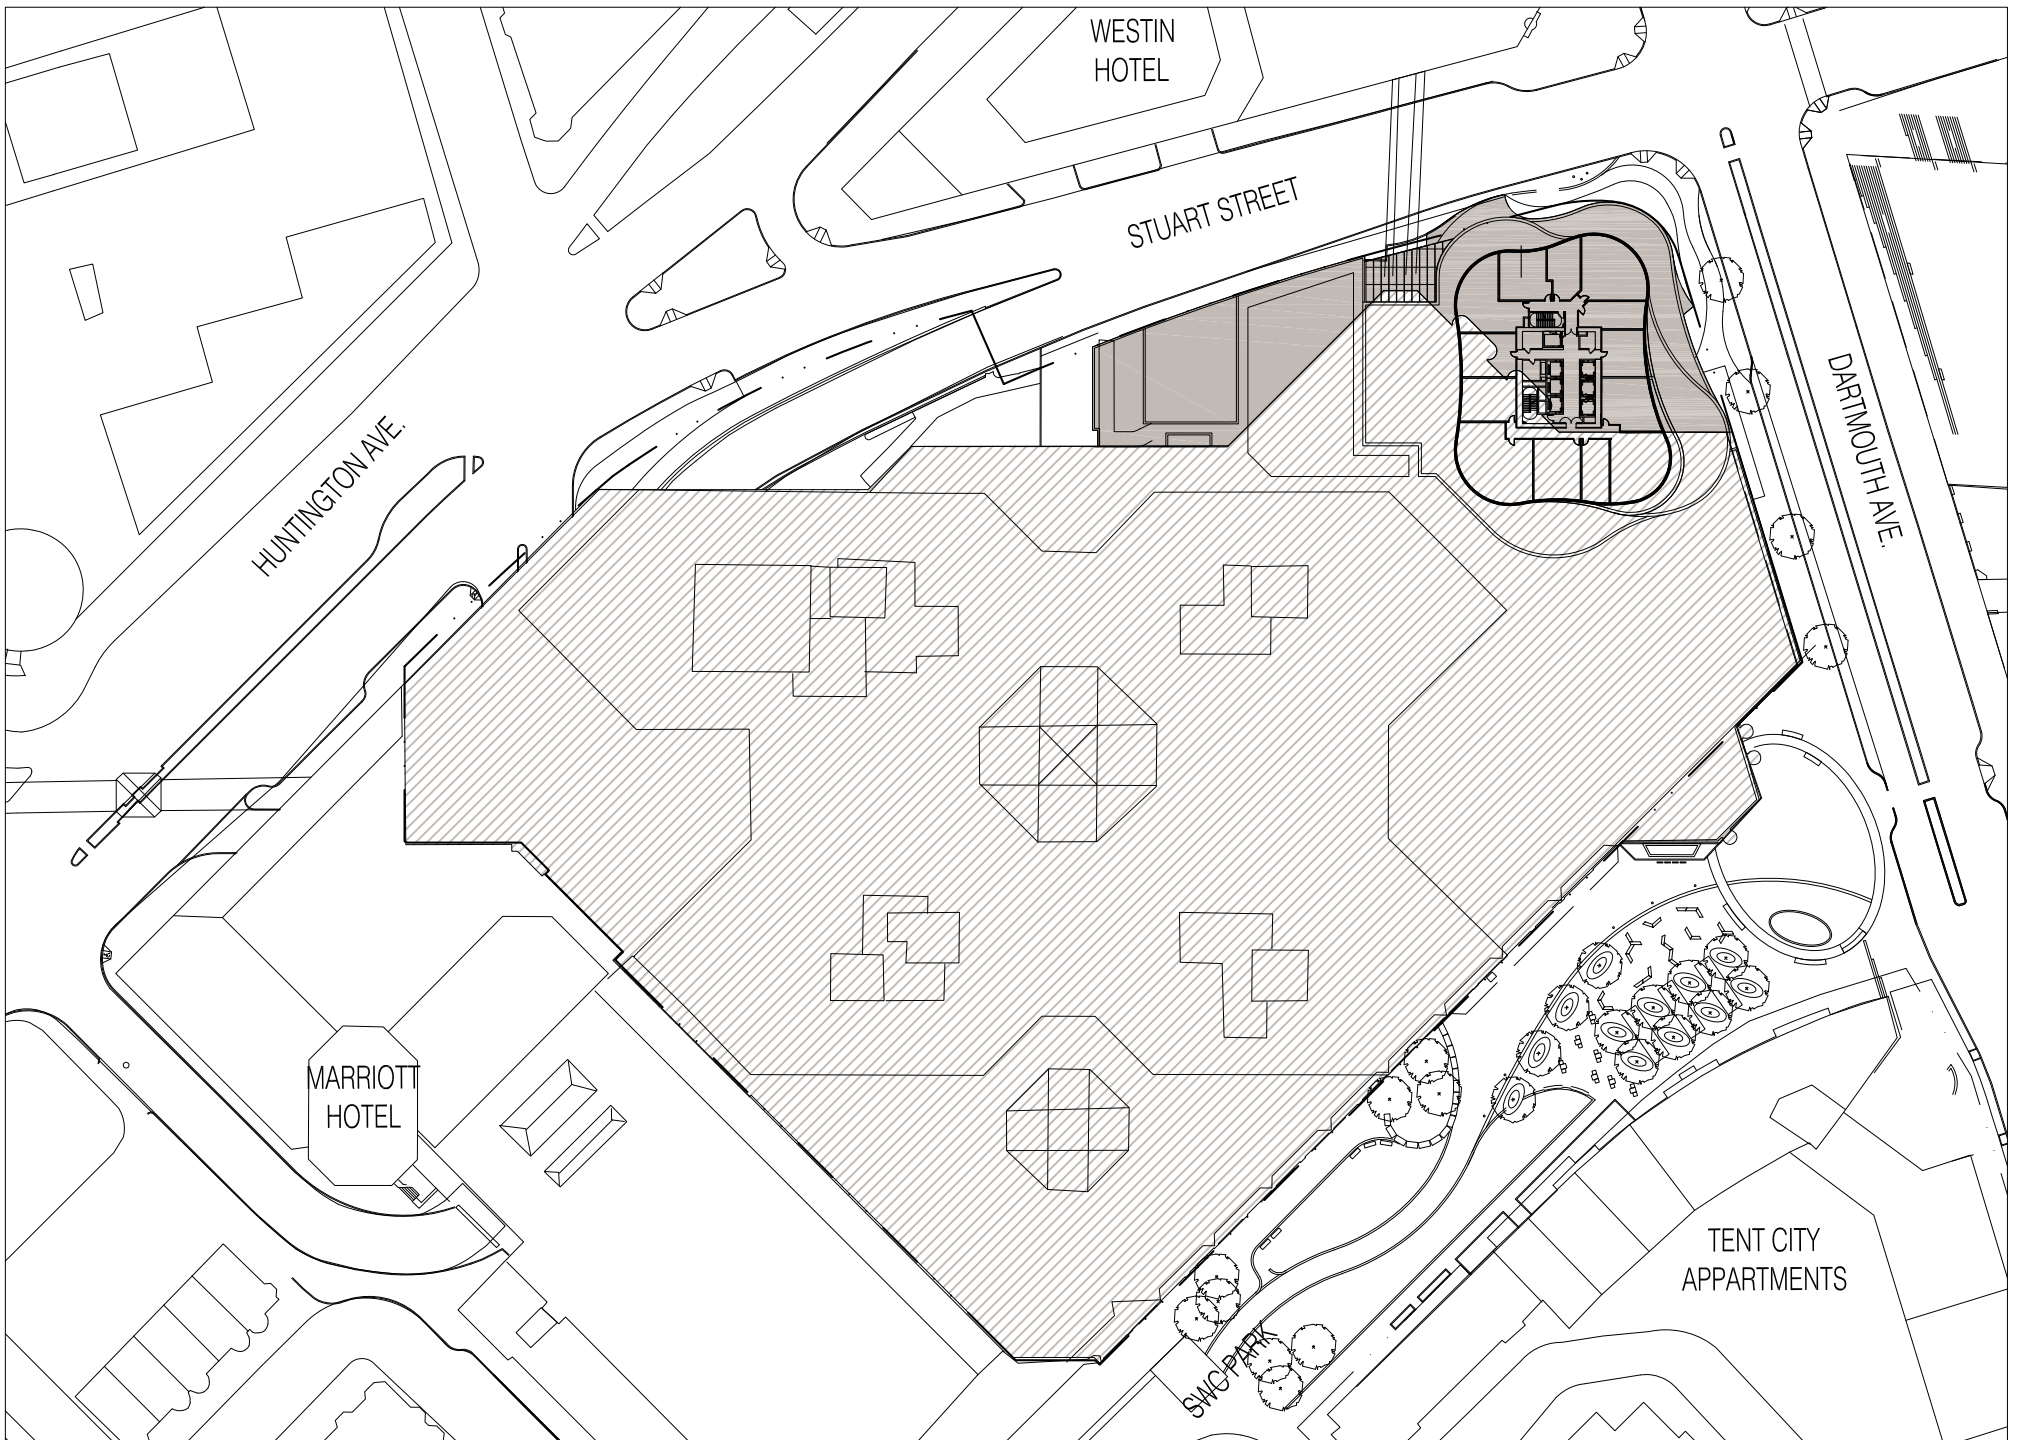 WESTIN
HOTEL
STUART STREET
HUNTINGTON AVE.
DARTMOUTH AVE.
MARRIOTT
HOTEL
TENT CITY
APPARTMENTS
SWC PARK